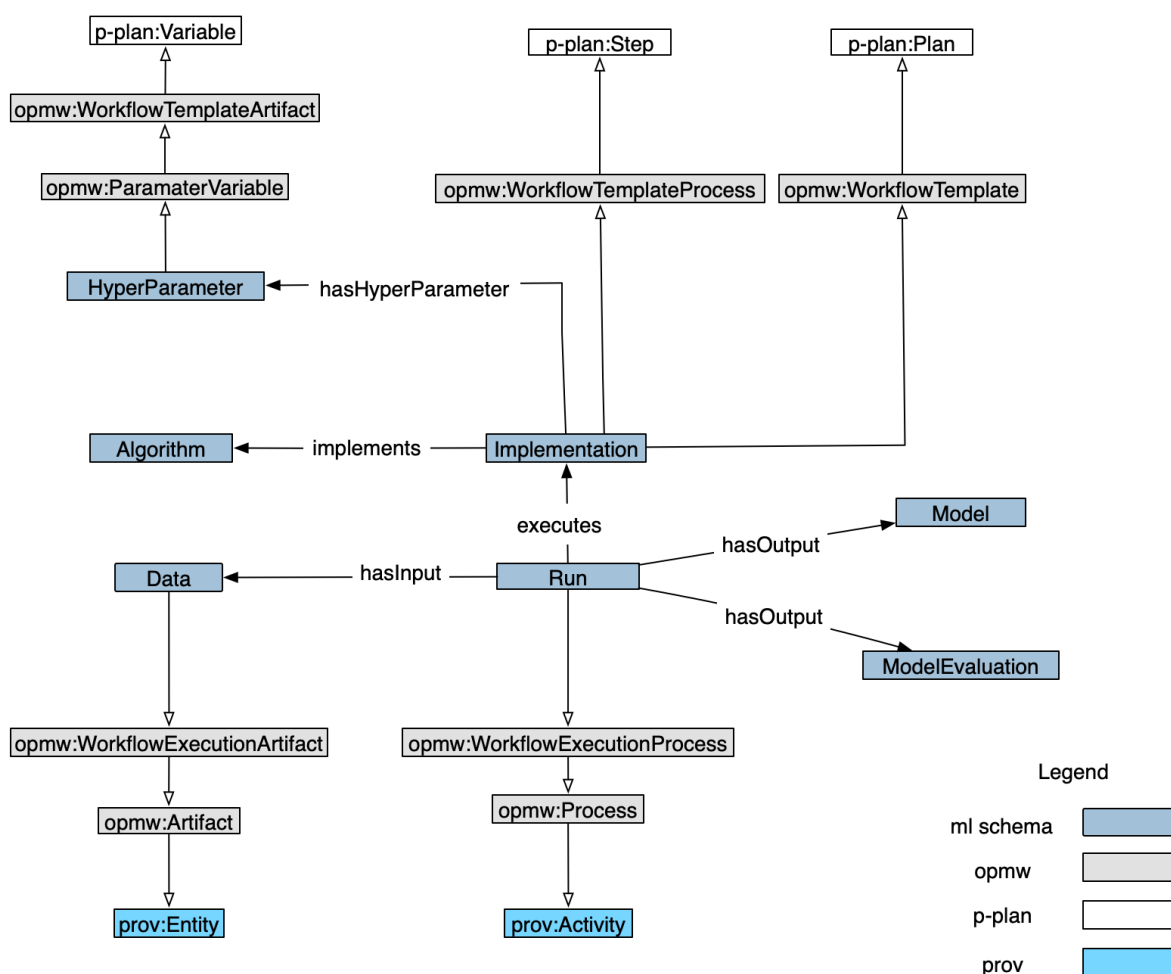 p-plan:Variable
p-plan:Step
p-plan:Plan
opmw:WorkflowTemplateArtifact
opmw:ParamaterVariable
opmw:WorkflowTemplateProcess
opmw:WorkflowTemplate
HyperParameter
hasHyperParameter
Algorithm
implements
Implementation
executes
Model
hasOutput
Data
hasInput
Run
hasOutput
ModelEvaluation
opmw:WorkflowExecutionArtifact
opmw:WorkflowExecutionProcess
opmw:Artifact
opmw:Process
prov:Entity
prov:Activity
Legend
ml schema
opmw
p-plan
prov